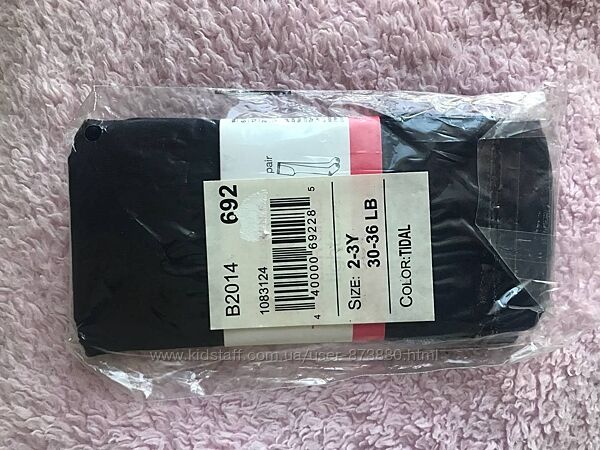 pair
B2014 692
1083124
4 40000 69228 5
SIZE: 2-3Y
30-36 LB
COLOR: TIDAL
www.kidstaff.com.ua/user-873880.html